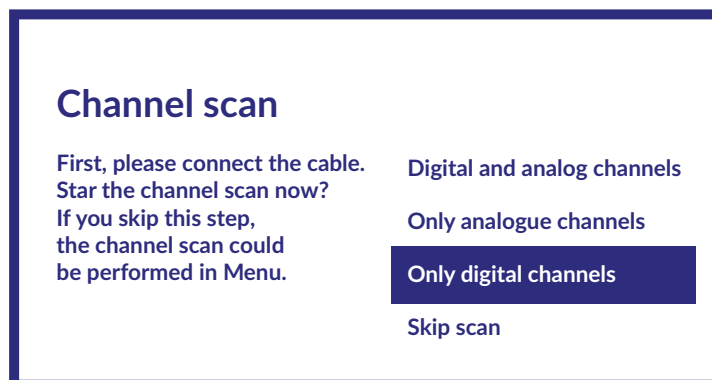 Channel scan
First, please connect the cable.
Star the channel scan now?
If you skip this step,
the channel scan could
be performed in Menu.
Digital and analog channels
Only analogue channels
Only digital channels
Skip scan